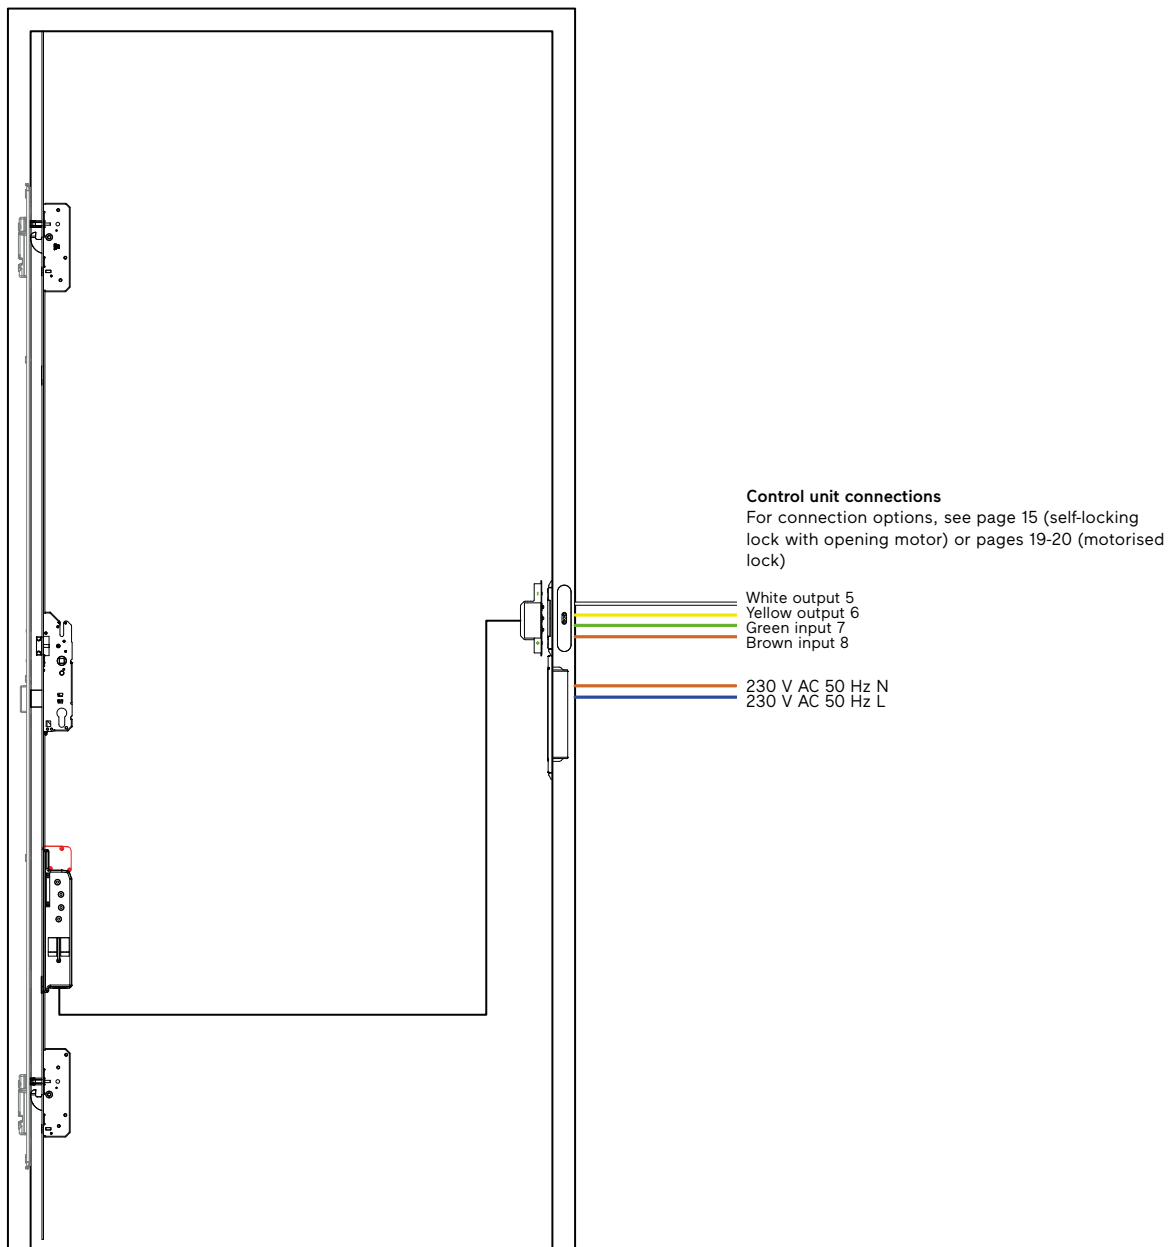 Control unit connections
For connection options, see page 15 (self-locking
lock with opening motor) or pages 19-20 (motorised
lock)
White output 5
Yellow output 6
Green input 7
Brown input 8
230 V AC 50 Hz N
230 V AC 50 Hz L